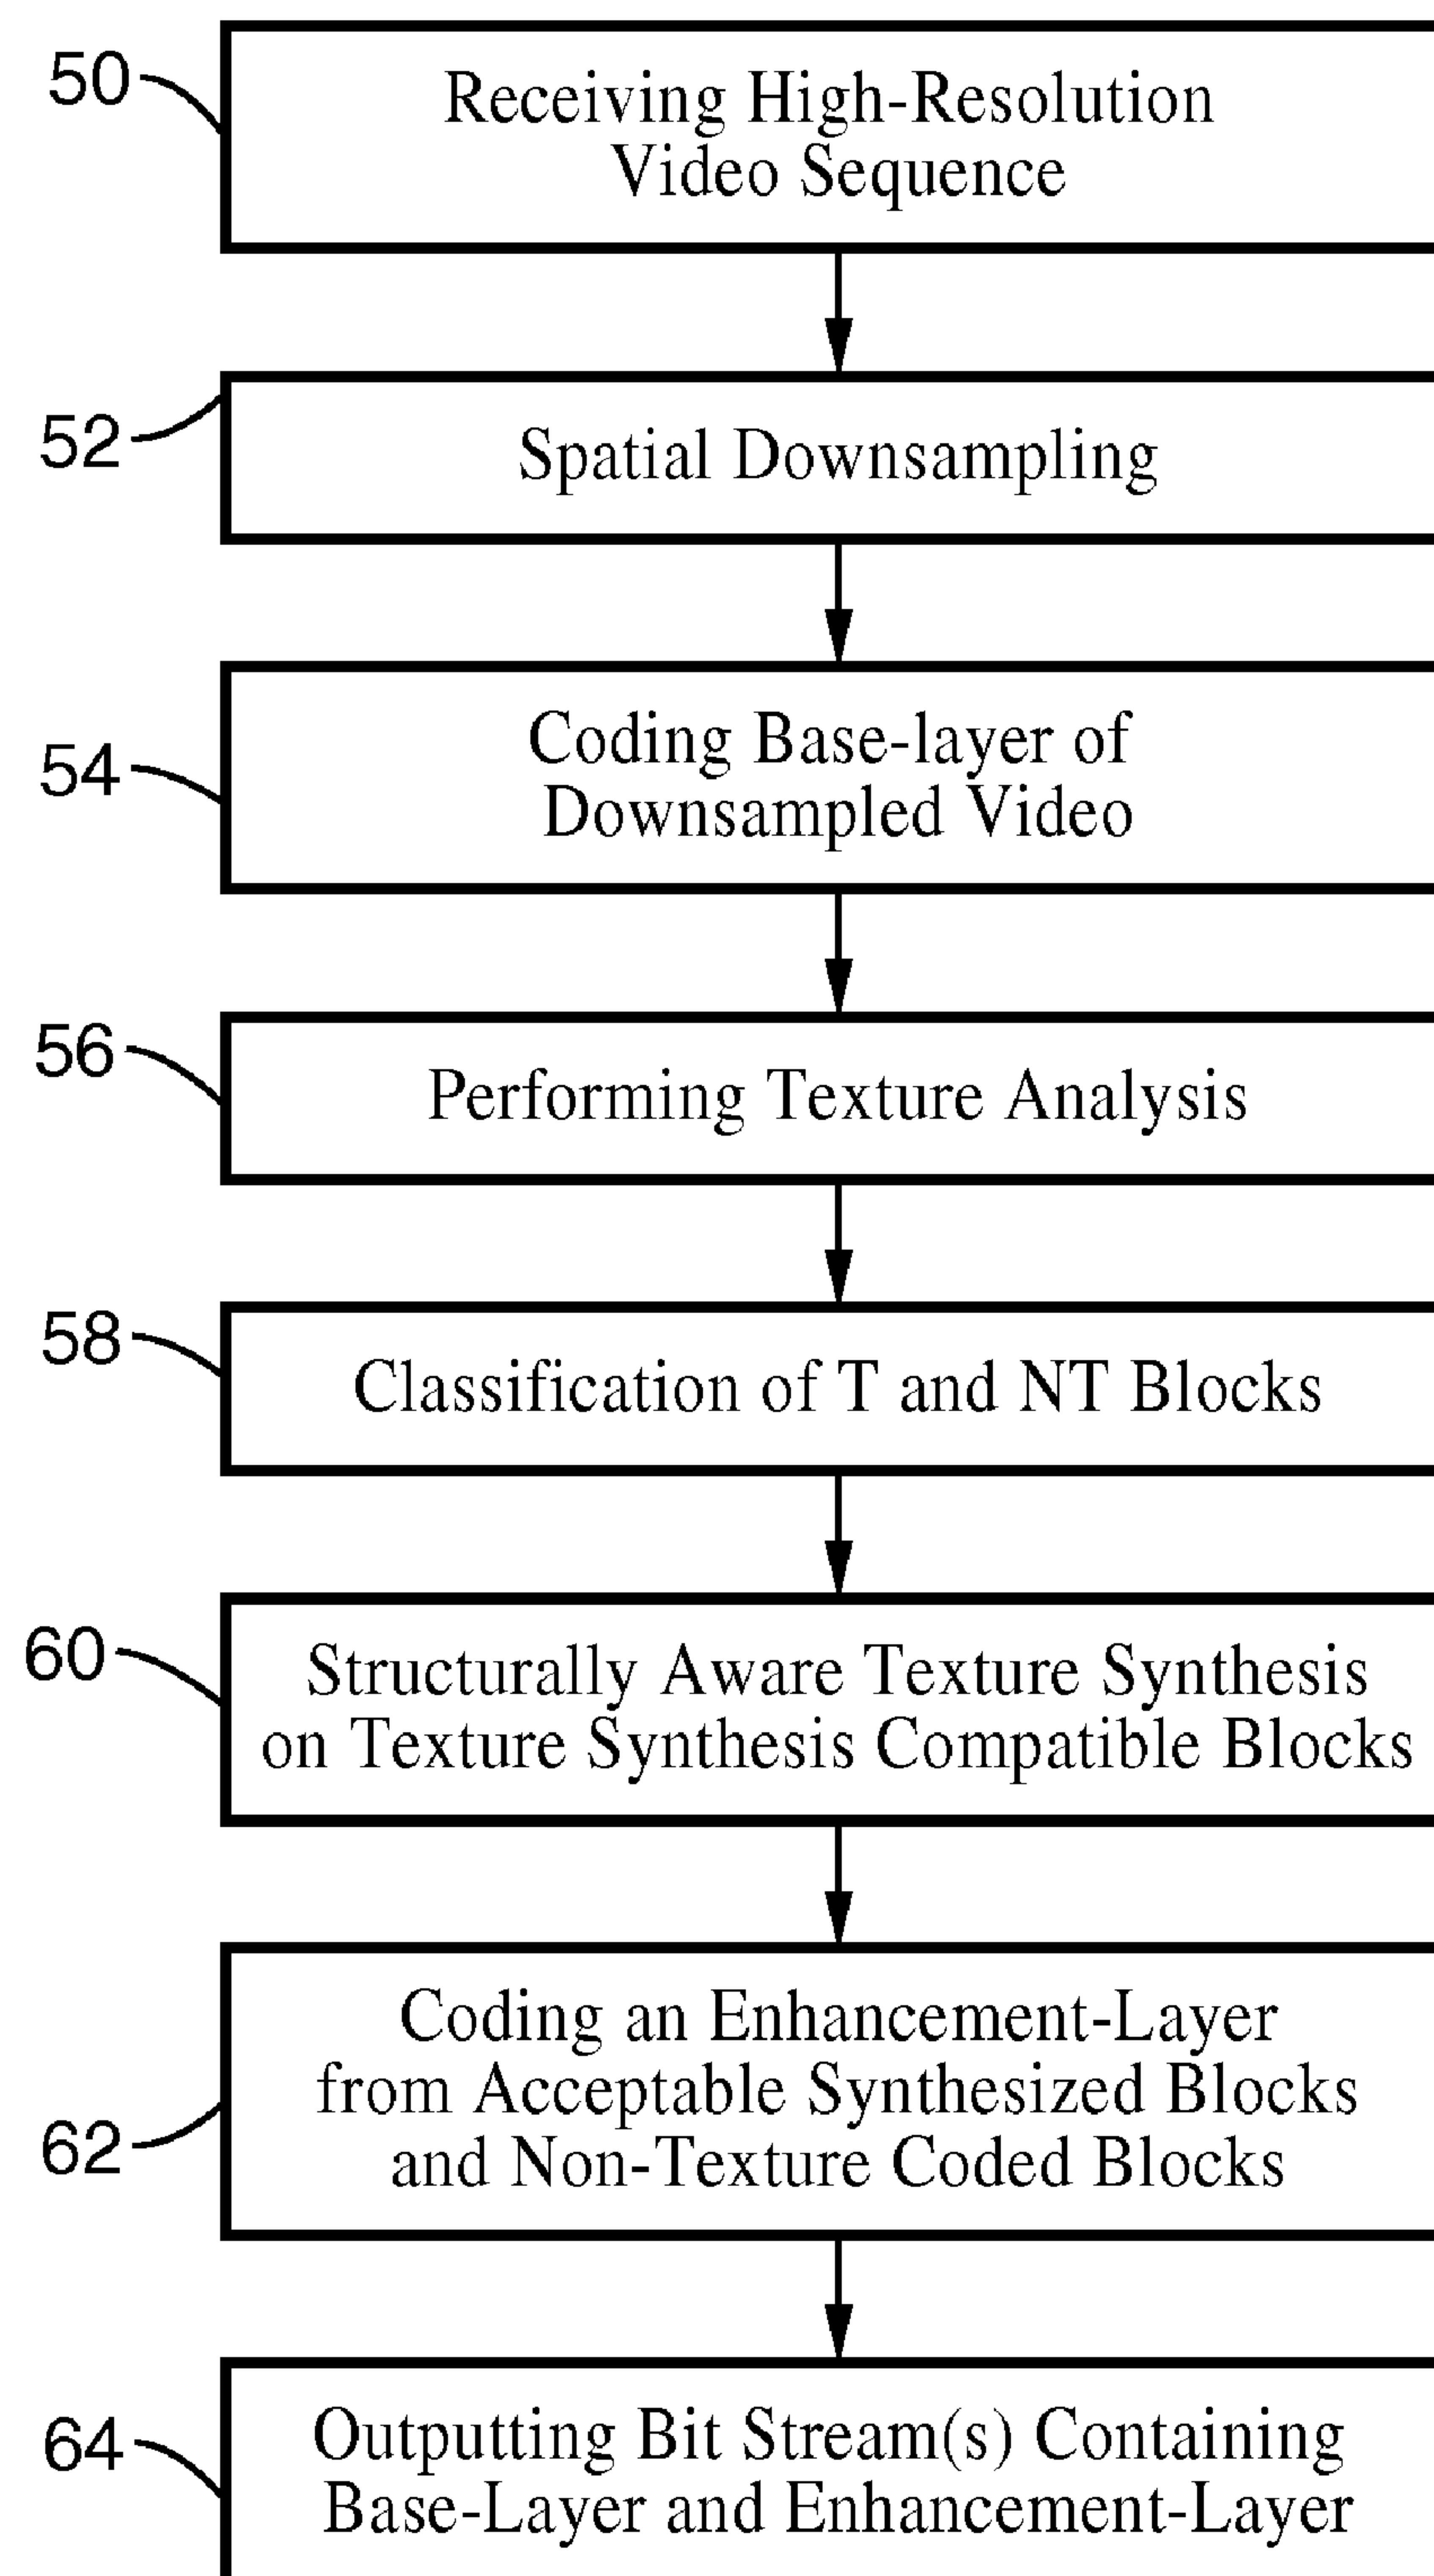 50
Receiving High-Resolution
Video Sequence
52
Spatial Downsampling
54
Coding Base-layer of
Downsampled Video
56
Performing Texture Analysis
58
Classification of T and NT Blocks
60
Structurally Aware Texture Synthesis
on Texture Synthesis Compatible Blocks
Coding an Enhancement-Layer
from Acceptable Synthesized Blocks
62
and Non-Texture Coded Blocks
64
Outputting Bit Stream(s) Containing
Base-Layer and Enhancement-Layer